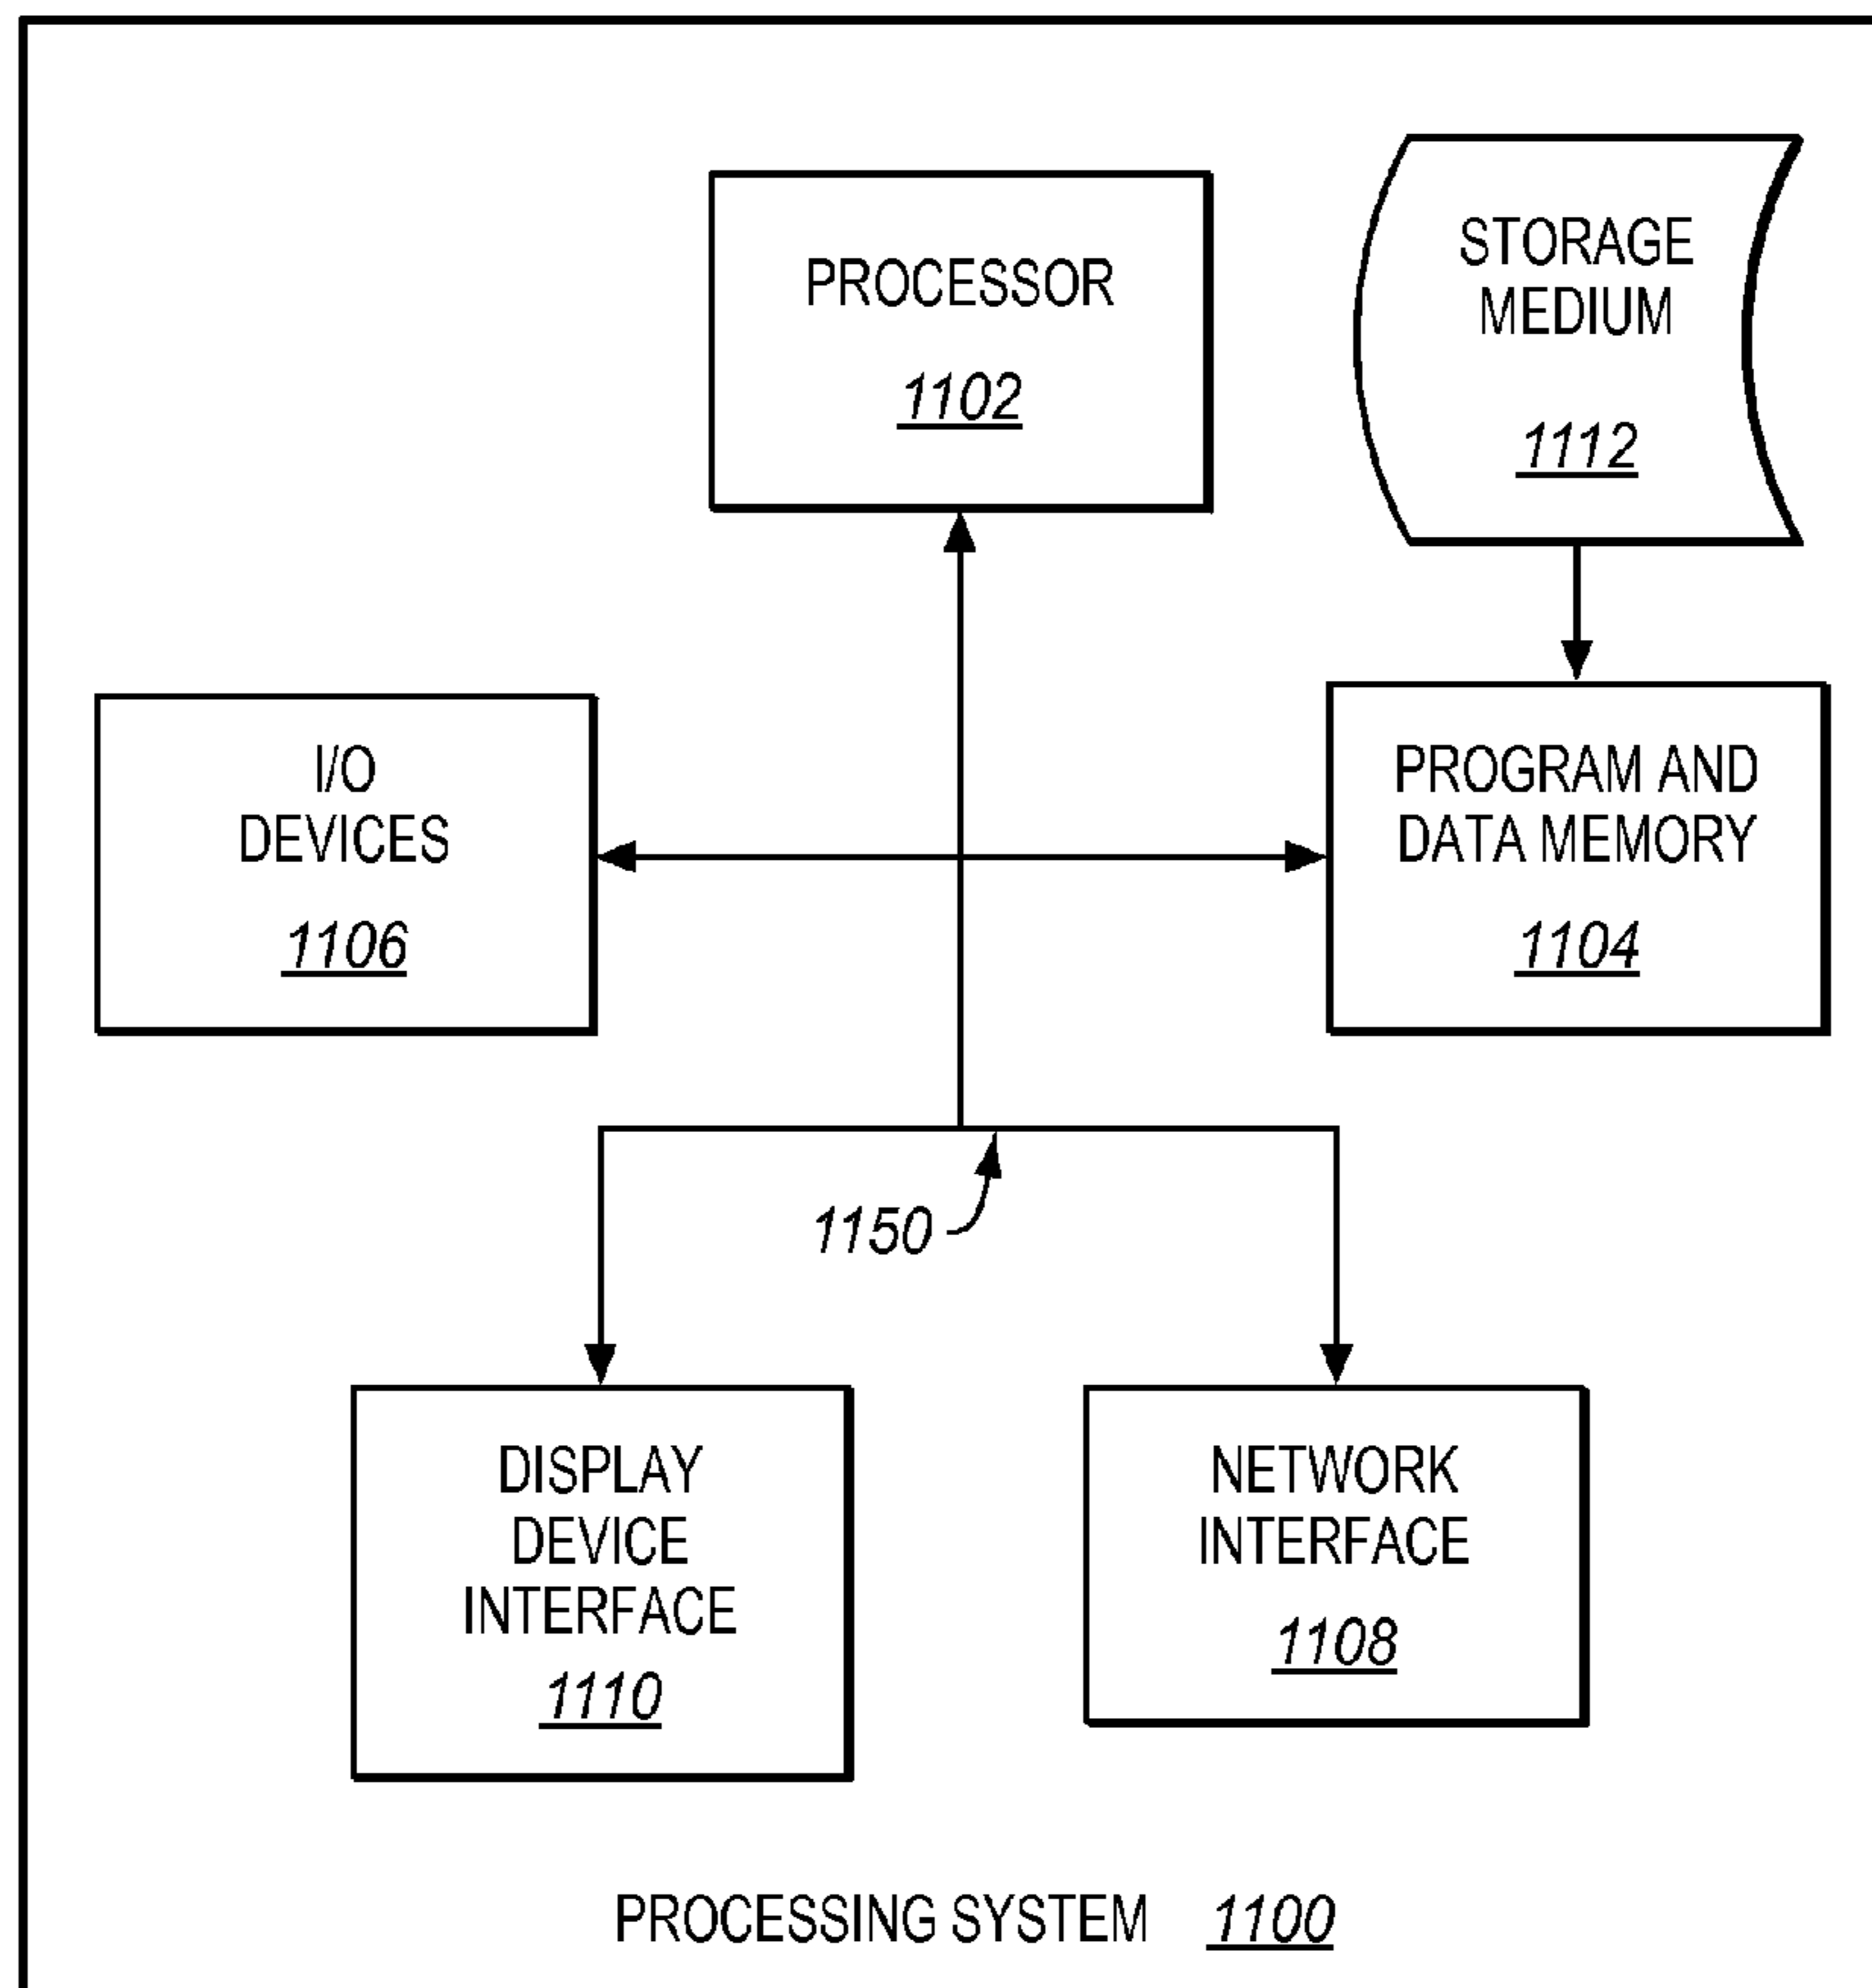 PROCESSOR
1102
STORAGE
MEDIUM
1112
I/O
DEVICES
1106
PROGRAM AND
DATA MEMORY
1104
1150
DISPLAY
DEVICE
INTERFACE
1110
NETWORK
INTERFACE
1108
PROCESSING SYSTEM 1100